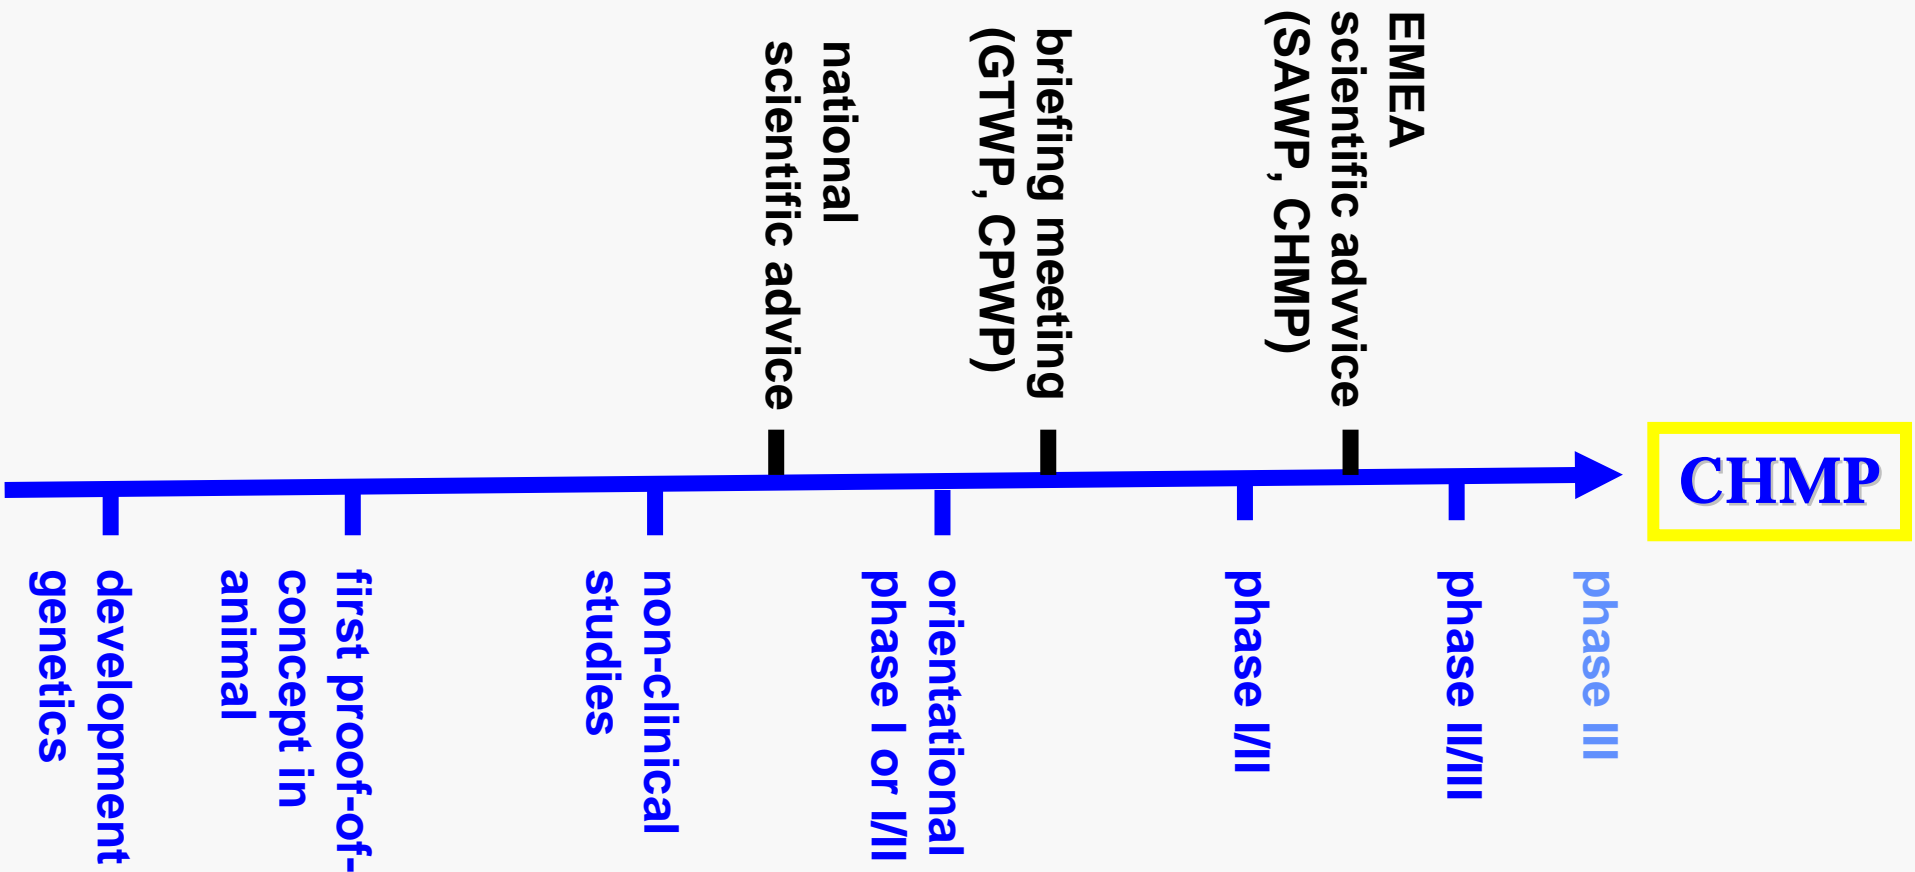 national
scientific advice
briefing meeting
(GTWP, CPWP)
EMEA
scientific advvice
(SAWP, CHMP)
CHMP
development
genetics
first proof-of-
concept in
animal
non-clinical
studies
orientational
phase I or I/II
phase I/II
phase II/III
phase III